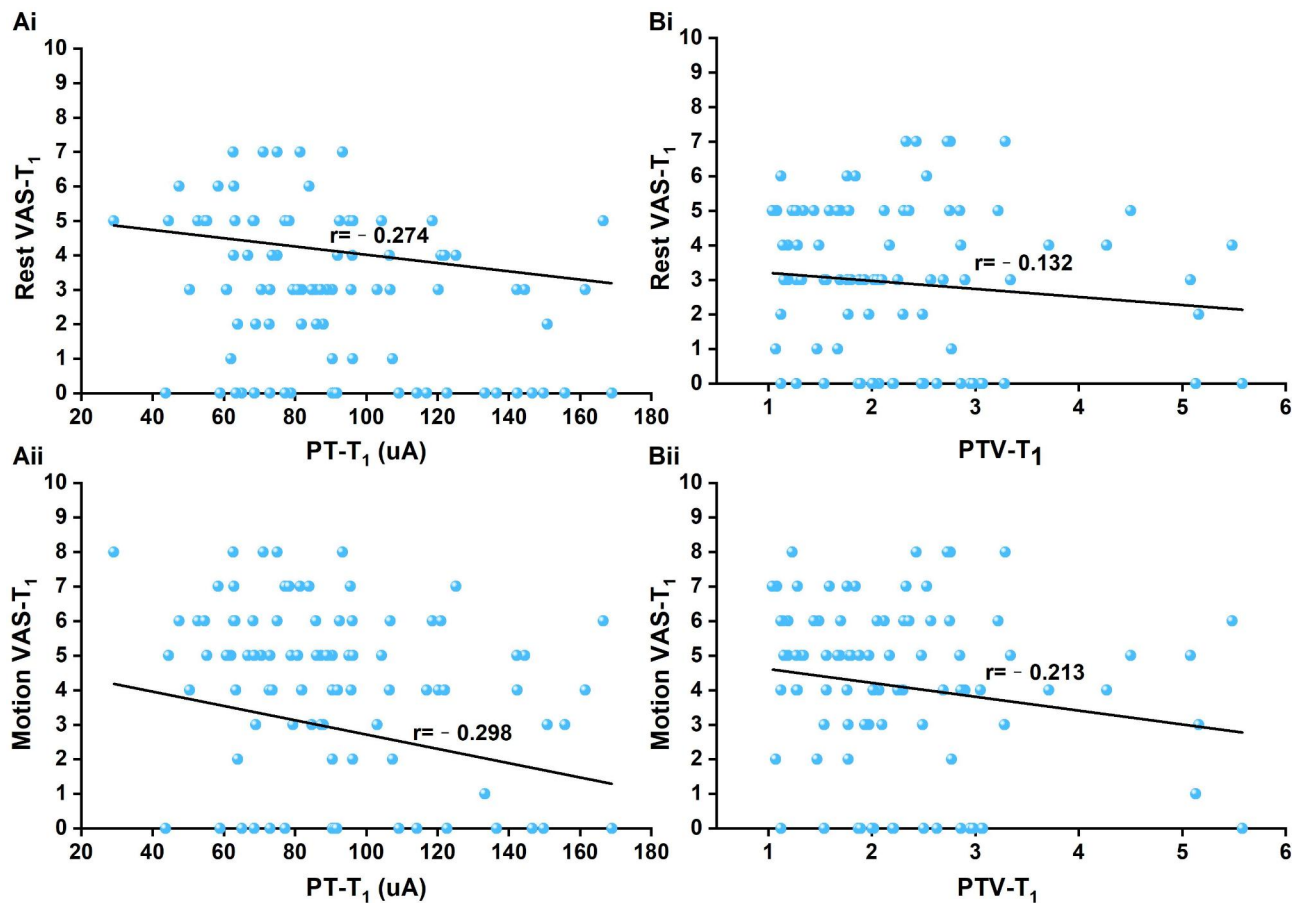 Ai
10
9
8
7
6
5
4
3
2
1
0
Rest VAS-T1
r= - 0.274
20 40 60 80 100 120 140 160 180
PT-T1 (uA)
Bi
10
9
8
7
6
5
4
3
2
1
0
Rest VAS-T1
r= - 0.132
1 2 3 4 5 6
PTV-T1
Aii
10
9
8
7
6
5
4
3
2
1
0
Motion VAS-T1
r= - 0.298
20 40 60 80 100 120 140 160 180
PT-T1 (uA)
Bii
10
9
8
7
6
5
4
3
2
1
0
Motion VAS-T1
r= - 0.213
1 2 3 4 5 6
PTV-T1